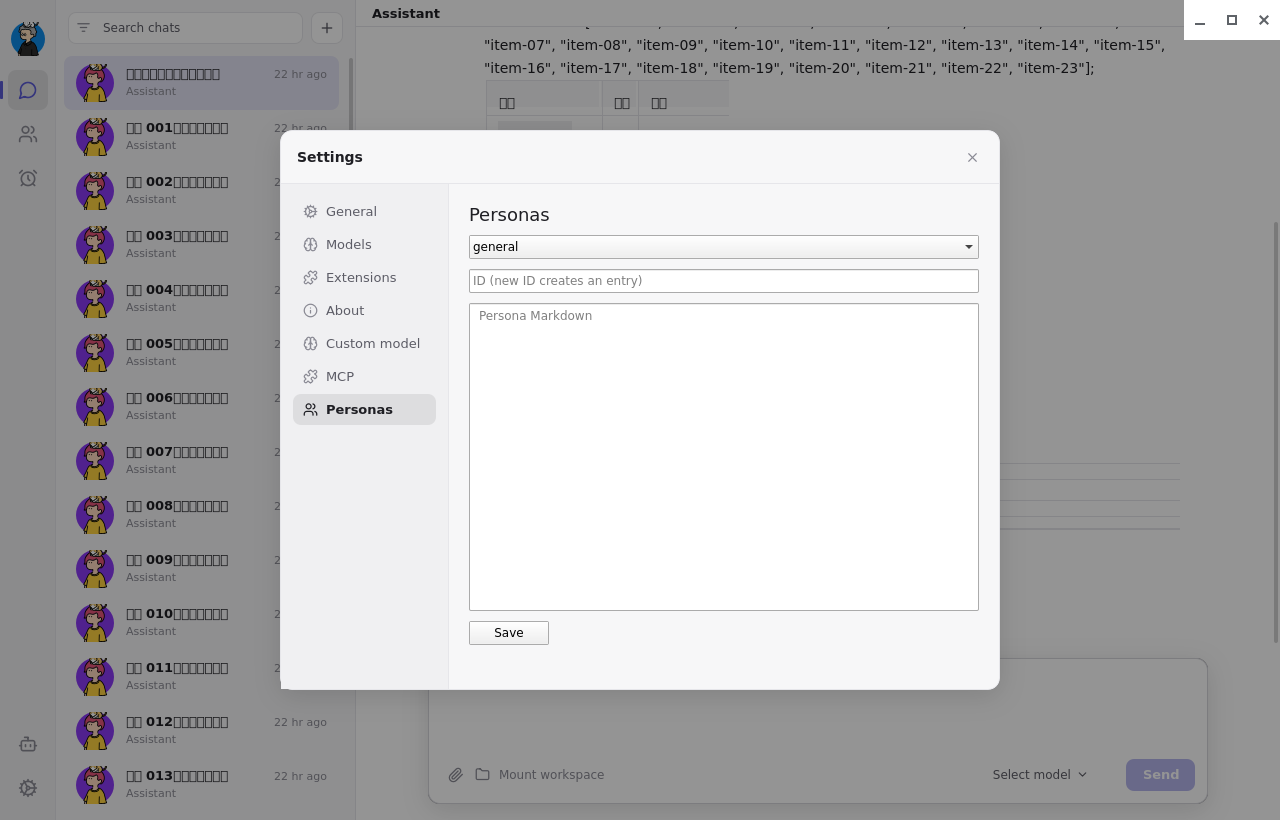 Search chats
Assistant
22 hr ago
Assistant
001
22 hr ago
Assistant
002
Assistant
003
Assistant
004
Assistant
005
Assistant
006
Assistant
007
Assistant
008
Assistant
009
Assistant
010
Assistant
011
Assistant
012
22 hr ago
Assistant
013
22 hr ago
Assistant
"item-07", "item-08", "item-09", "item-10", "item-11", "item-12", "item-13", "item-14", "item-15",
"item-16", "item-17", "item-18", "item-19", "item-20", "item-21", "item-22", "item-23"];
Settings
General
Models
Extensions
About
Custom model
MCP
Personas
Personas
general
ID (new ID creates an entry)
Persona Markdown
Save
Mount workspace
Select model
Send